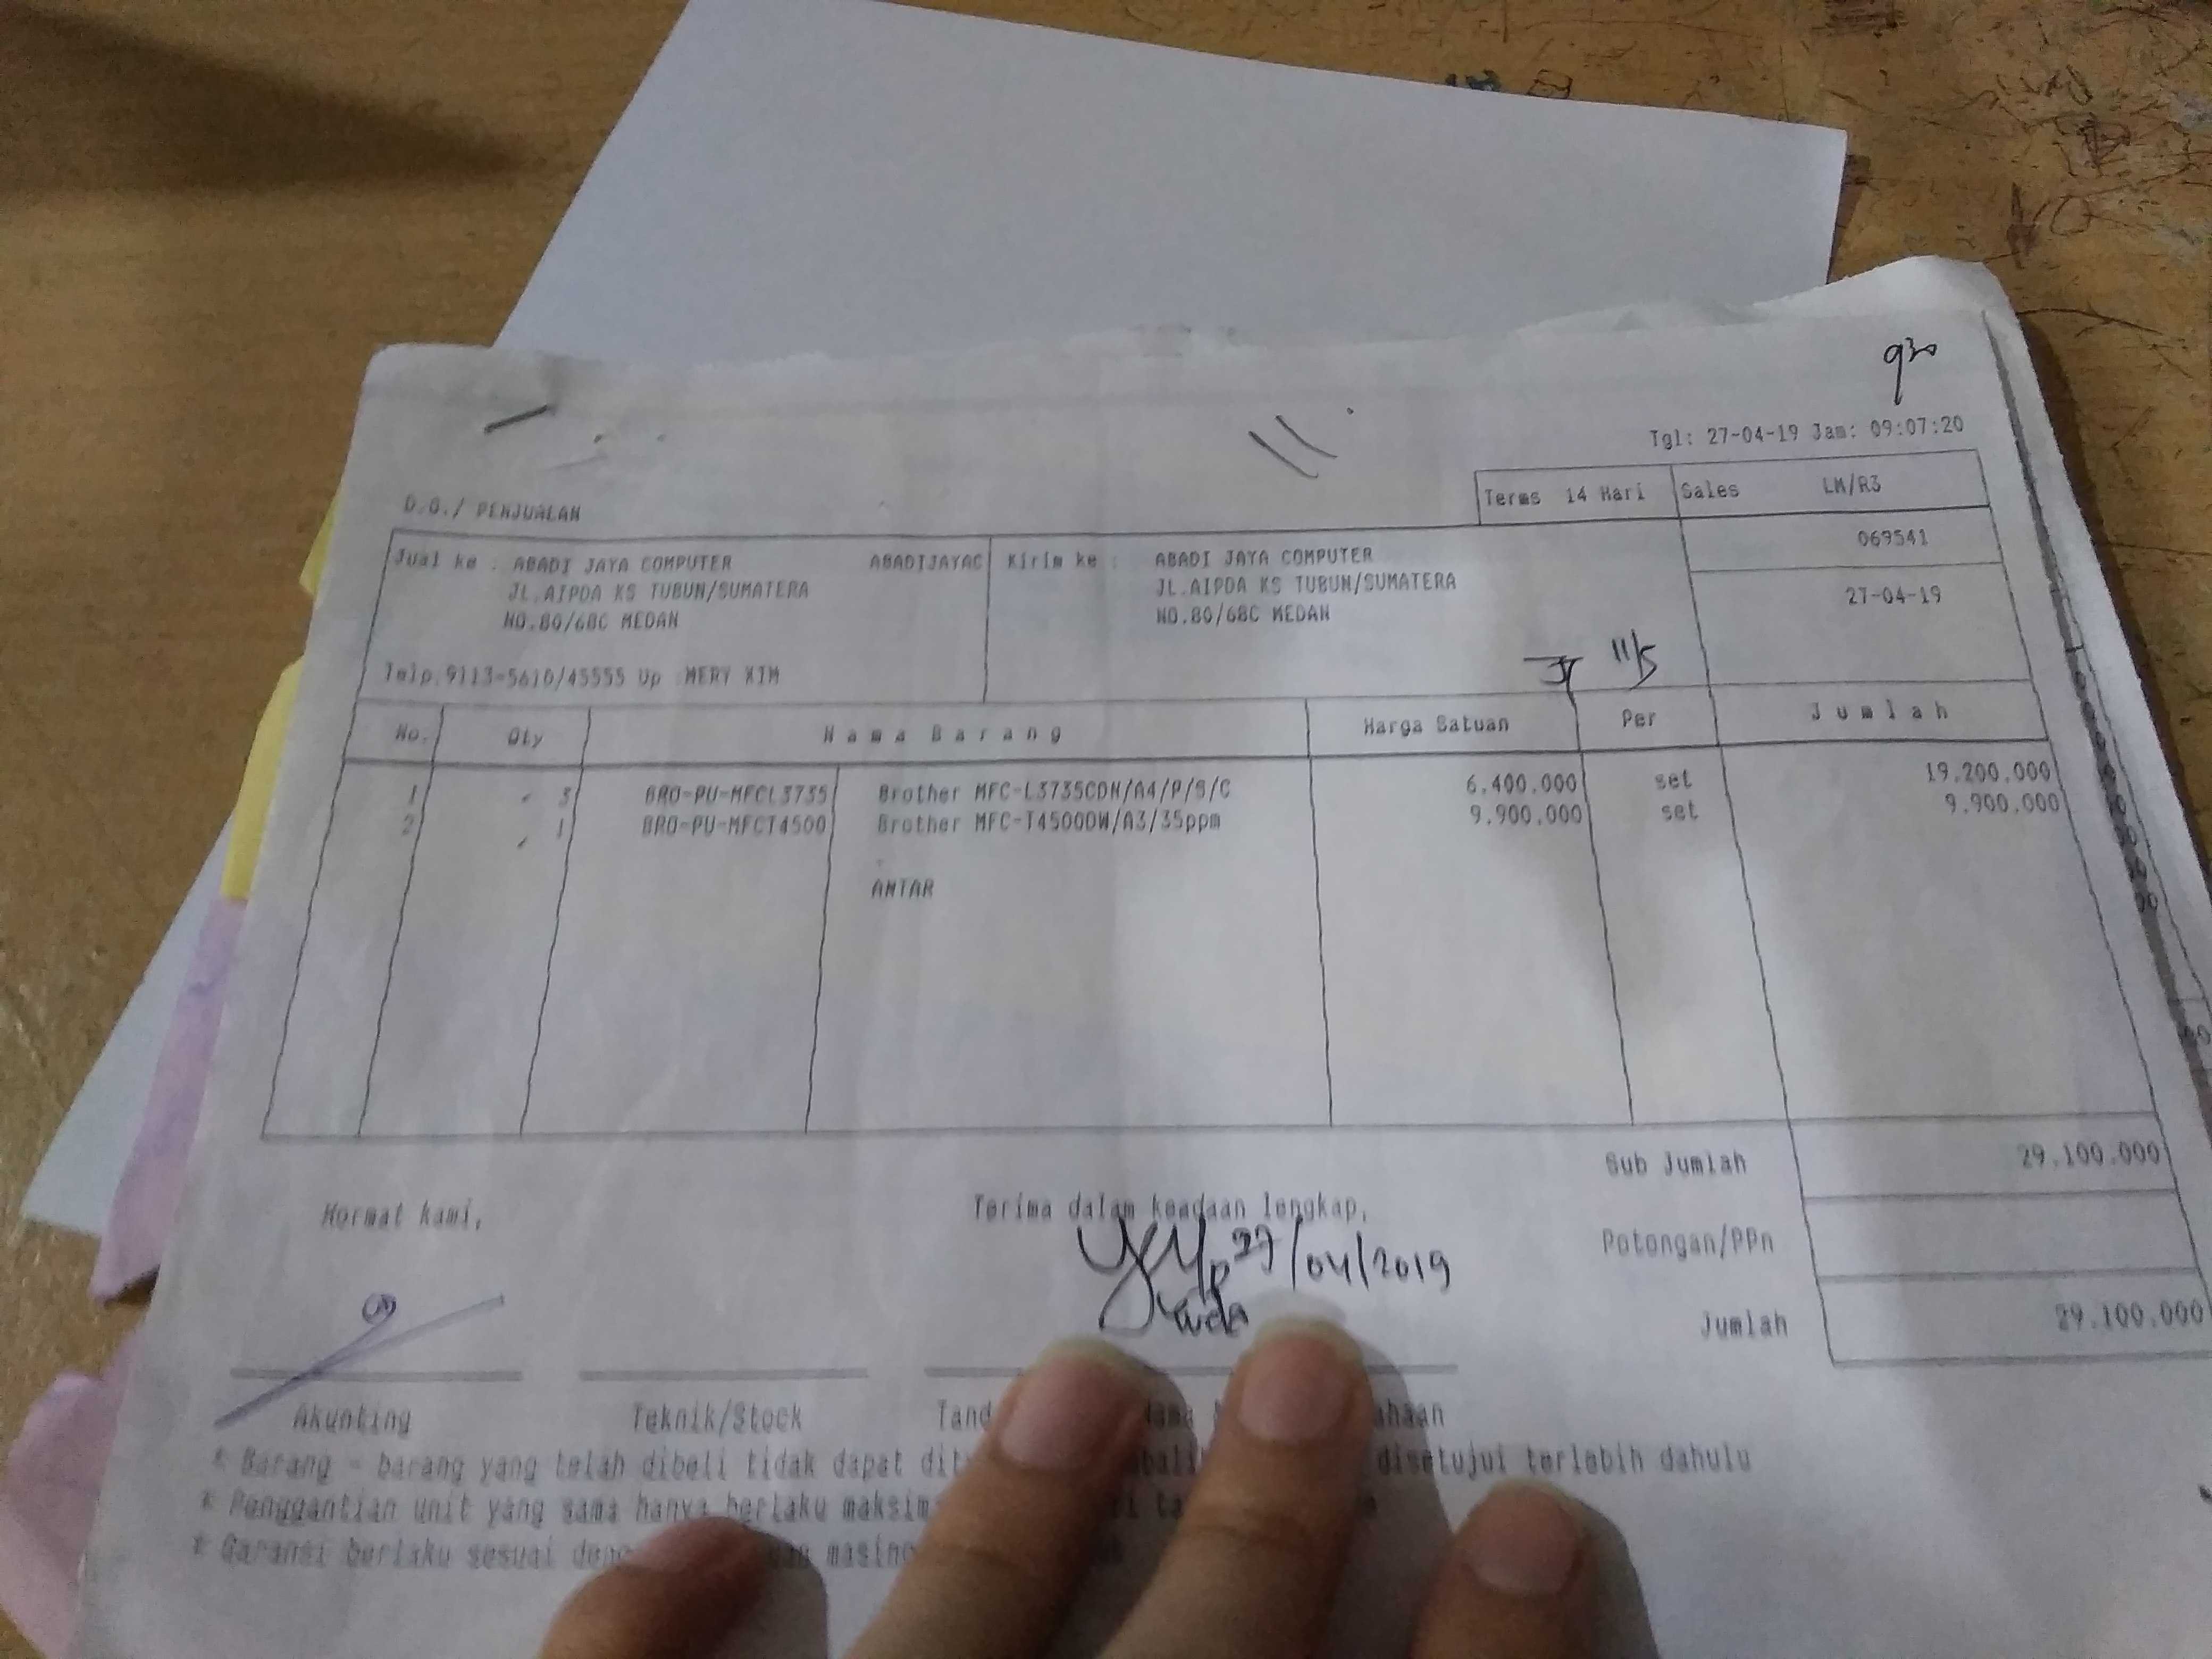 Tgl: 27-04-19 Jam: 09:07:20
Terms 14 Hari Sales LM/R3
D.O./ PENJUALAN
069541
Jual ke : ABADI JAYA COMPUTER ABADIJAYAC Kirim ke : ABADI JAYA COMPUTER
JL.AIPDA KS TUBUN/SUMATERA JL.AIPDA KS TUBUN/SUMATERA
27-04-19
NO.80/68C MEDAN NO.80/68C MEDAN
11/5
Telp.9113-5610/45555 Up MERY
No. Qty Nama Barang Harga Satuan Per Jumlah
1 3 BRO-PU-MFCL3735 Brother MFC-L3735CDN/A4/P/S/C 6.400.000 set 19.200.000
2 1 BRO-PU-MFCT4500 Brother MFC-T4500DW/A3/35ppm 9.900.000 set 9.900.000
ANTAR
Sub Jumlah 29.100.000
Hormat kami, Terima dalam keadaan lengkap,
Potongan/PPn
27/04/2019
Jumlah 29.100.000
Akunting Teknik/Stock
* Barang - barang yang telah dibeli tidak dapat disetujui terlebih dahulu
* Penggantian unit yang sama hanya berlaku
* Garansi berlaku sesuai